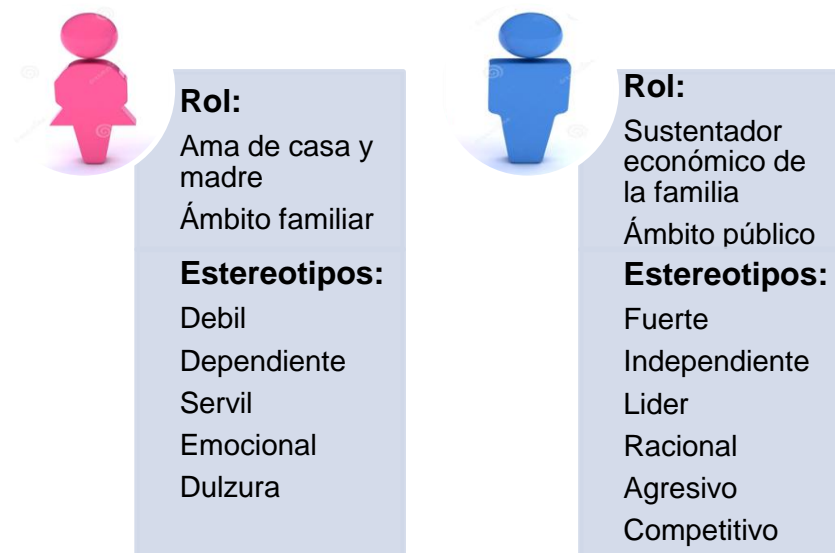 Rol:
Ama de casa y
madre
Ámbito familiar
Estereotipos:
Debil
Dependiente
Servil
Emocional
Dulzura
Rol:
Sustentador
económico de
la familia
Ámbito público
Estereotipos:
Fuerte
Independiente
Lider
Racional
Agresivo
Competitivo